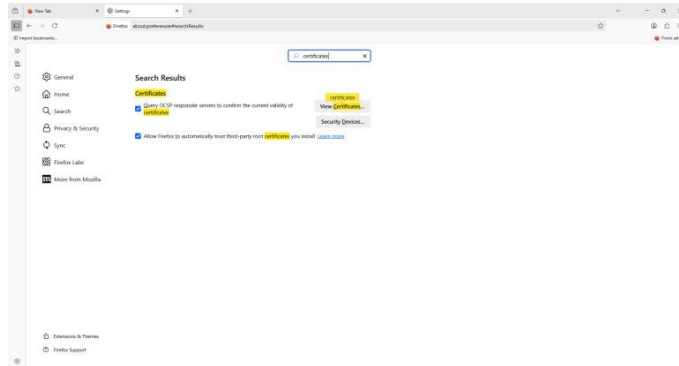 New Tab
Settings
Firefox about:preferences#searchResults
Import bookmarks...
certificates
General
Home
Search
Privacy & Security
Sync
Firefox Labs
More from Mozilla
Search Results
Certificates
Query OCSP responder servers to confirm the current validity of
certificates
certificates
View Certificates...
Security Devices...
Allow Firefox to automatically trust third-party root certificates you install Learn more
Extensions & Themes
Firefox Support